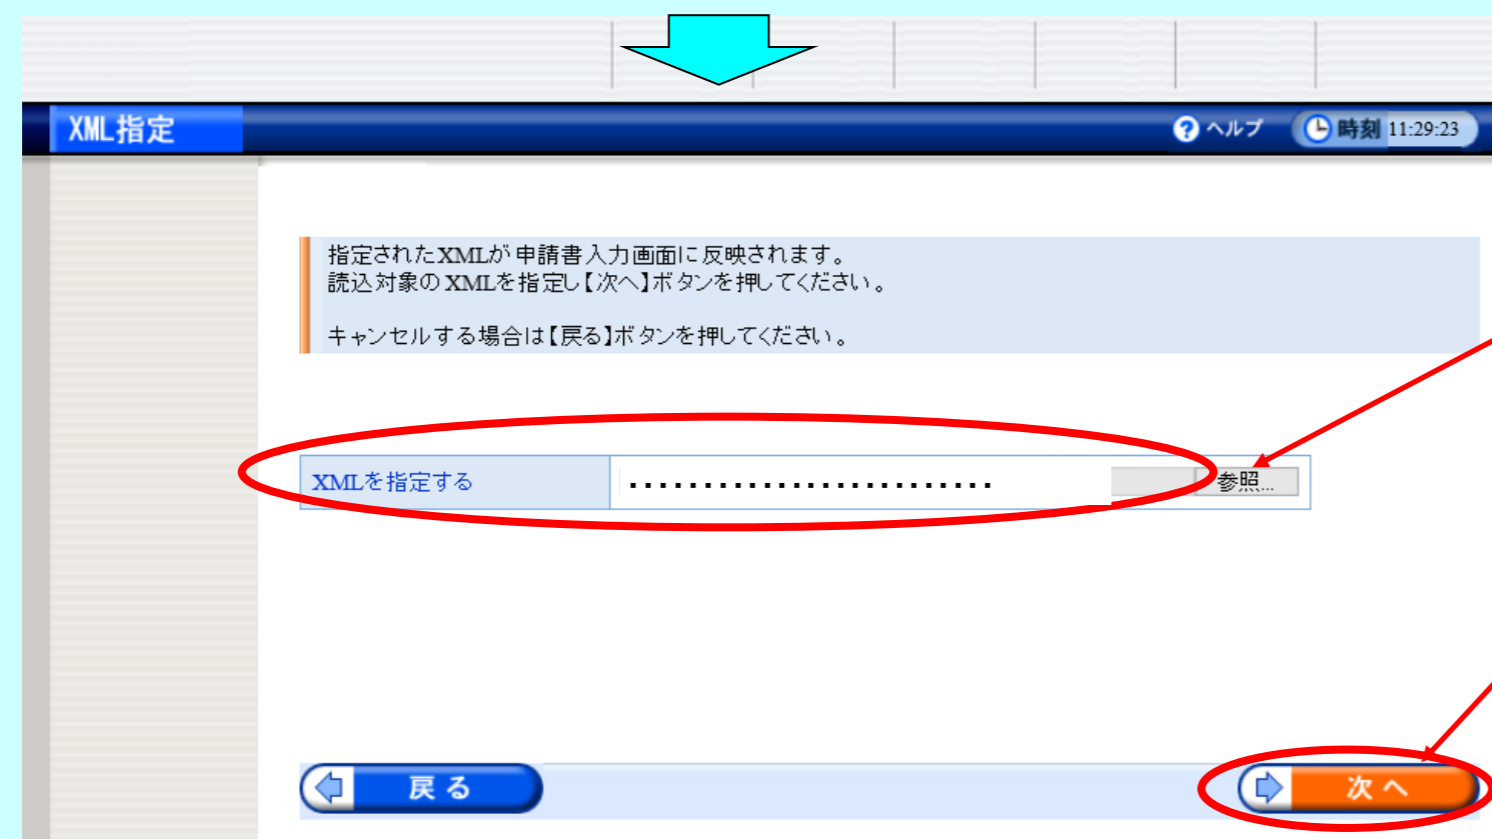 XML指定
?ヘルプ
時刻 11:29:23
指定されたXMLが申請書入力画面に反映されます。
読込対象のXMLを指定し【次へ】ボタンを押してください。
キャンセルする場合は【戻る】ボタンを押してください。
XMLを指定する ・・・・・・・・・・・・・・・・・・・・・・・・・ 参照...
戻る
次へ